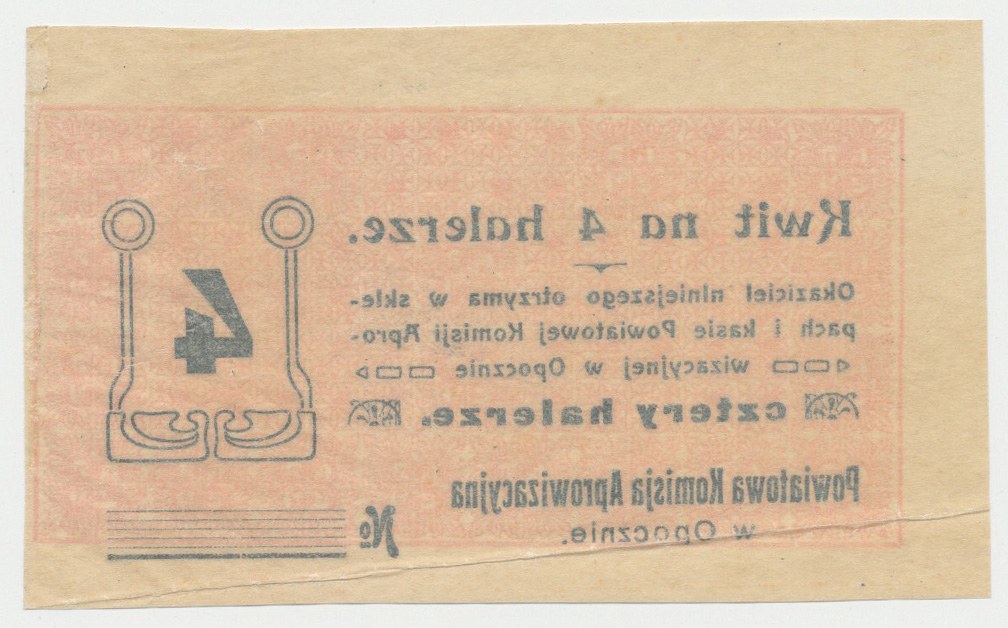 Kwit na 4 halerze.
Okaziciel niniejszego otrzyma w skle-
pach i kasie Powiatowej Komisji Apro-
wizacyjnej w Opocznie
cztery halerze.
4
Powiatowa Komisja Aprowizacyjna
w Opocznie.
№